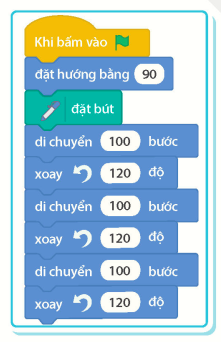 Khi bấm vào
đặt hướng bằng 90
đặt bút
di chuyển 100 bước
xoay 120 độ
di chuyển 100 bước
xoay 120 độ
di chuyển 100 bước
xoay 120 độ